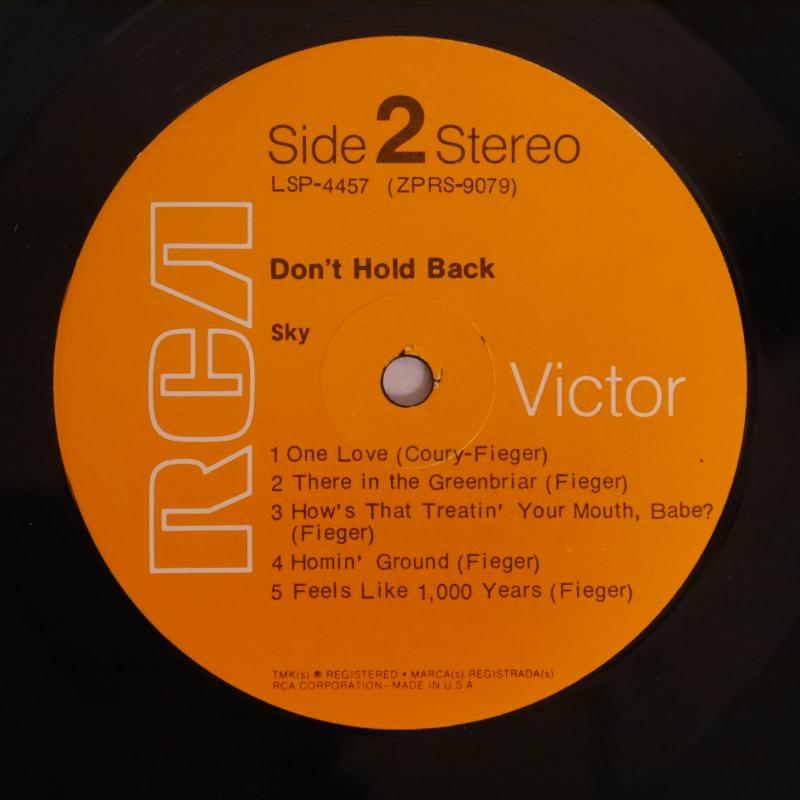 Side 2 Stereo
LSP-4457 (ZPRS-9079)
Don't Hold Back
Sky
RCA
Victor
1 One Love (Coury-Fieger)
2 There in the Greenbriar (Fieger)
3 How's That Treatin' Your Mouth, Babe?
(Fieger)
4 Homin' Ground (Fieger)
5 Feels Like 1,000 Years (Fieger)
TMK(s) ® REGISTERED • MARCA(s) REGISTRADA(s)
RCA CORPORATION—MADE IN U.S.A.